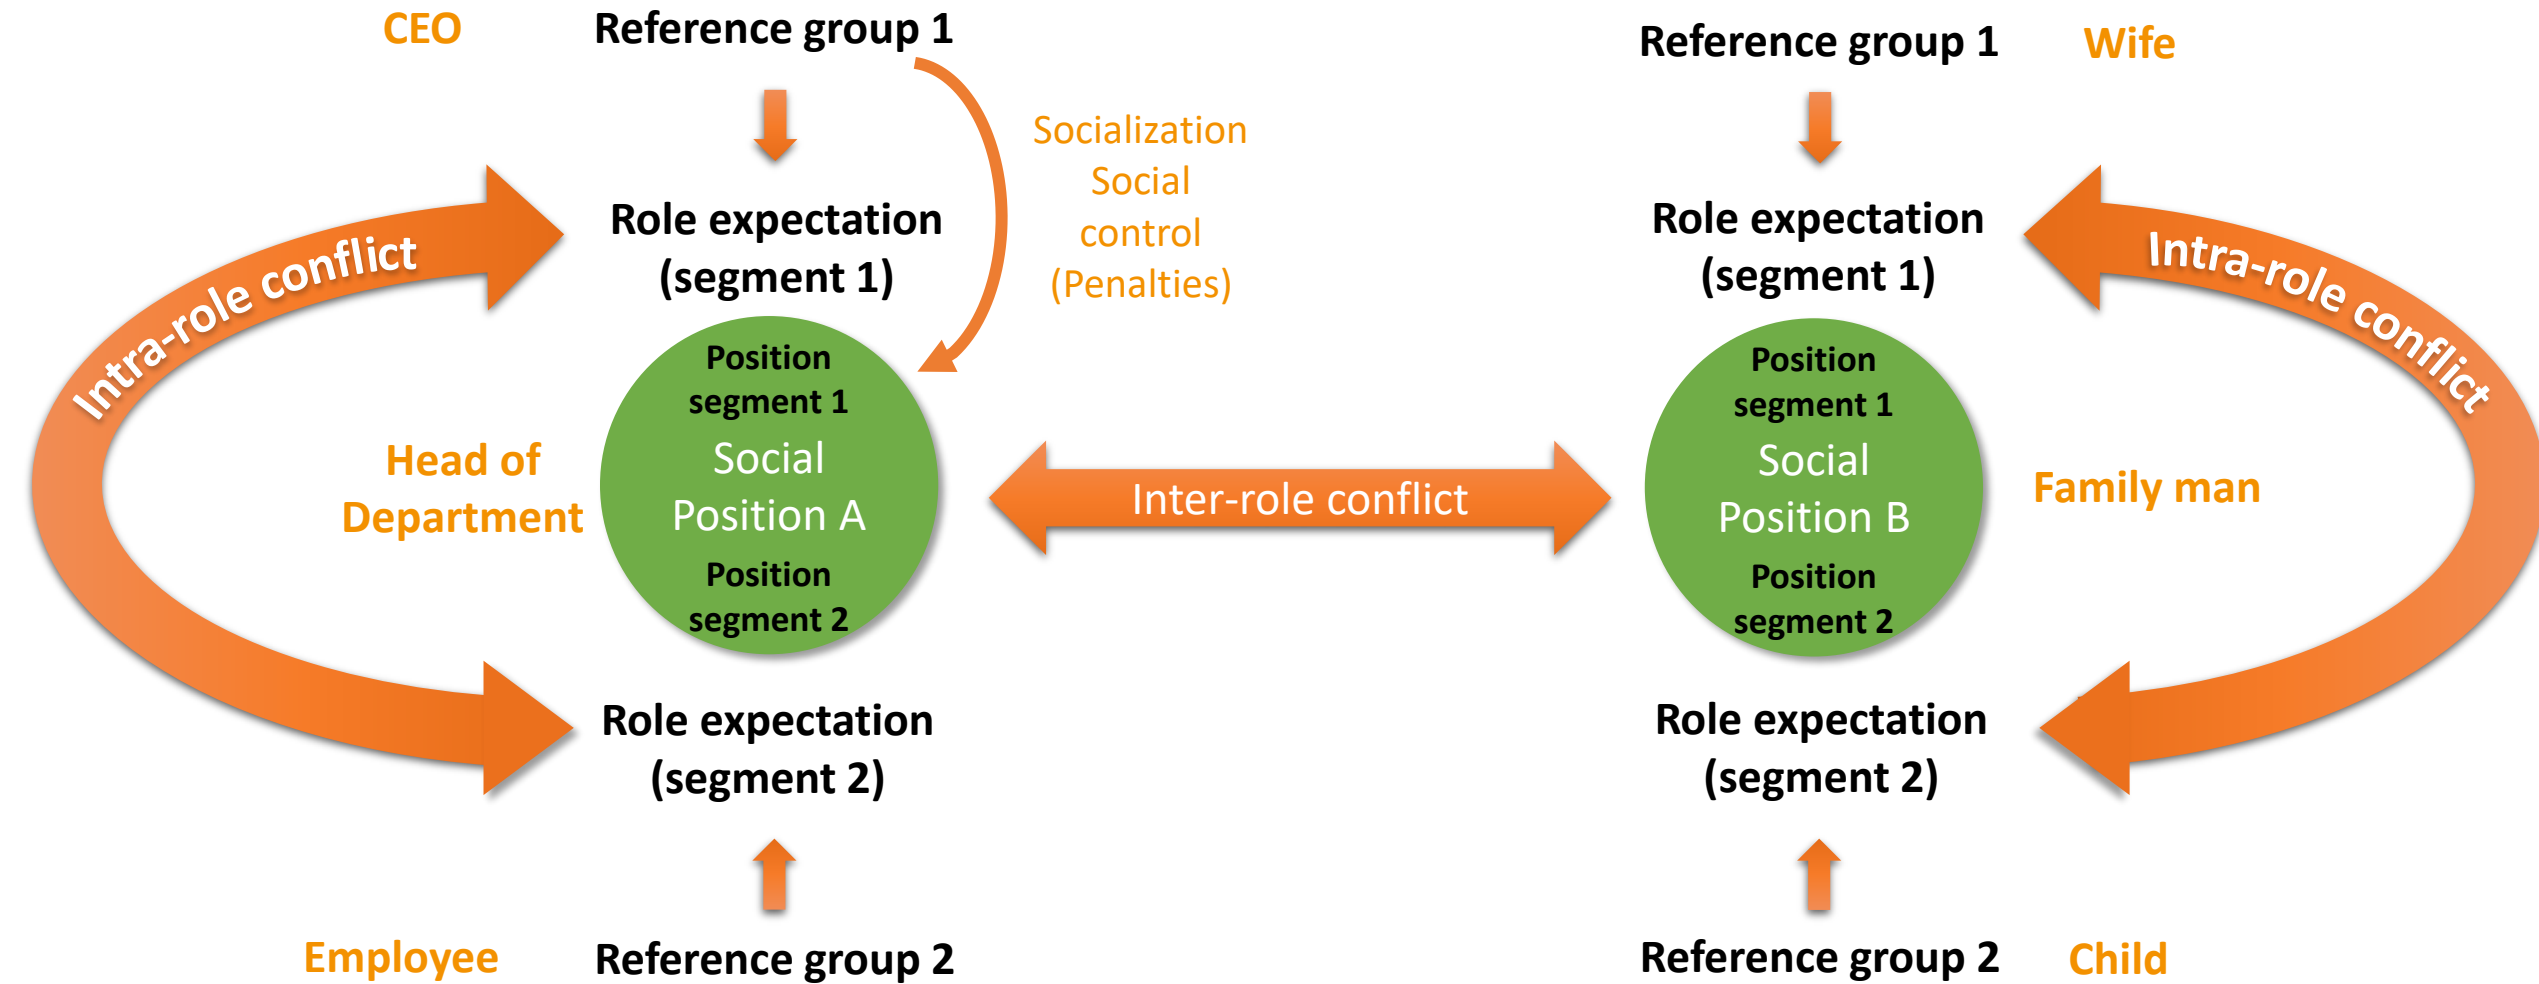 CEO
Reference group 1
Socialization
Social
control
(Penalties)
Role expectation
(segment 1)
Intra-role conflict
Position
segment 1
Head of
Department
Social
Position A
Position
segment 2
Role expectation
(segment 2)
Employee
Reference group 2
Inter-role conflict
Reference group 1
Wife
Role expectation
(segment 1)
Intra-role conflict
Position
segment 1
Social
Position B
Family man
Position
segment 2
Role expectation
(segment 2)
Reference group 2
Child